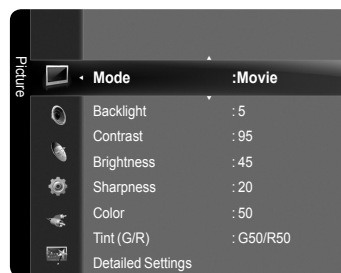 Picture
Mode :Movie
Backlight : 5
Contrast : 95
Brightness : 45
Sharpness : 20
Color : 50
Tint (G/R) : G50/R50
Detailed Settings